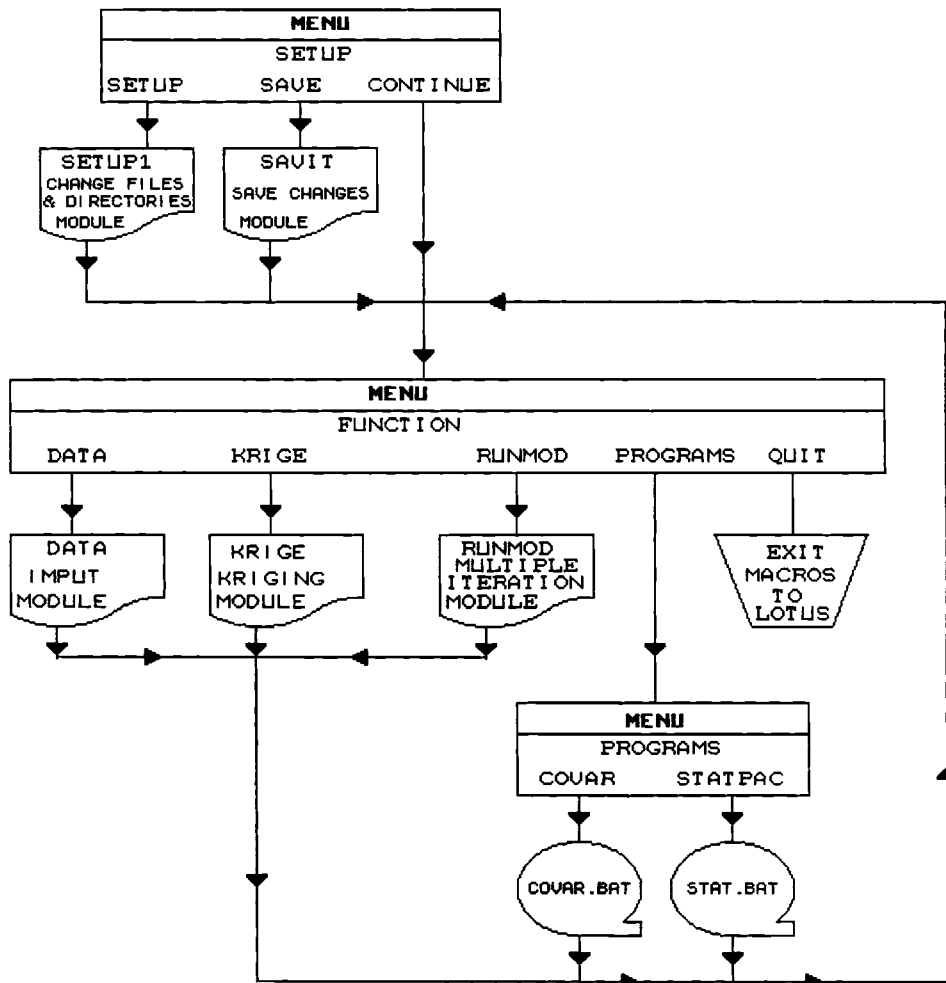 MENU
SETUP
SETUP SAVE CONTINUE
SETUP1
CHANGE FILES
& DIRECTORIES
MODULE
SAVIT
SAVE CHANGES
MODULE
MENU
FUNCTION
DATA KRIGE RUNMOD PROGRAMS QUIT
DATA
IMPUT
MODULE
KRIGE
KRIGING
MODULE
RUNMOD
MULTIPLE
ITERATION
MODULE
EXIT
MACROS
TO
LOTUS
MENU
PROGRAMS
COVAR STATPAC
COVAR.BAT
STAT.BAT